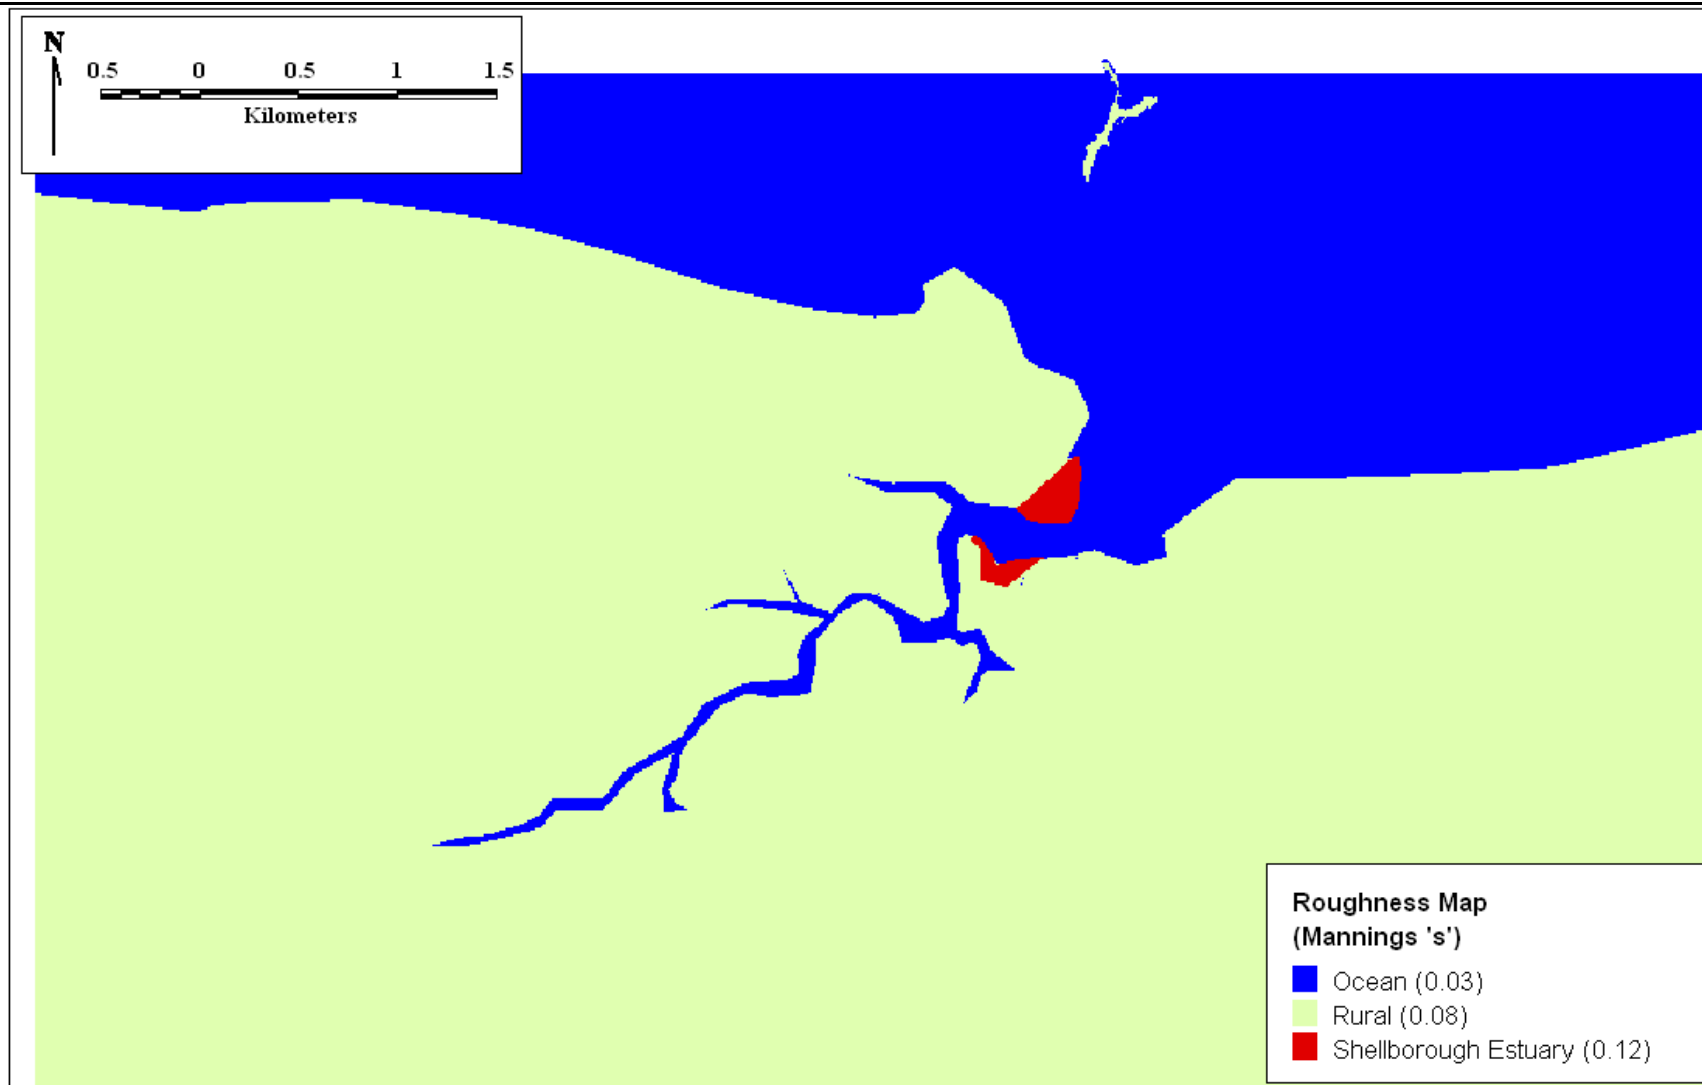 N
0.5 0 0.5 1 1.5
Kilometers
Roughness Map
(Mannings 's')
Ocean (0.03)
Rural (0.08)
Shellborough Estuary (0.12)